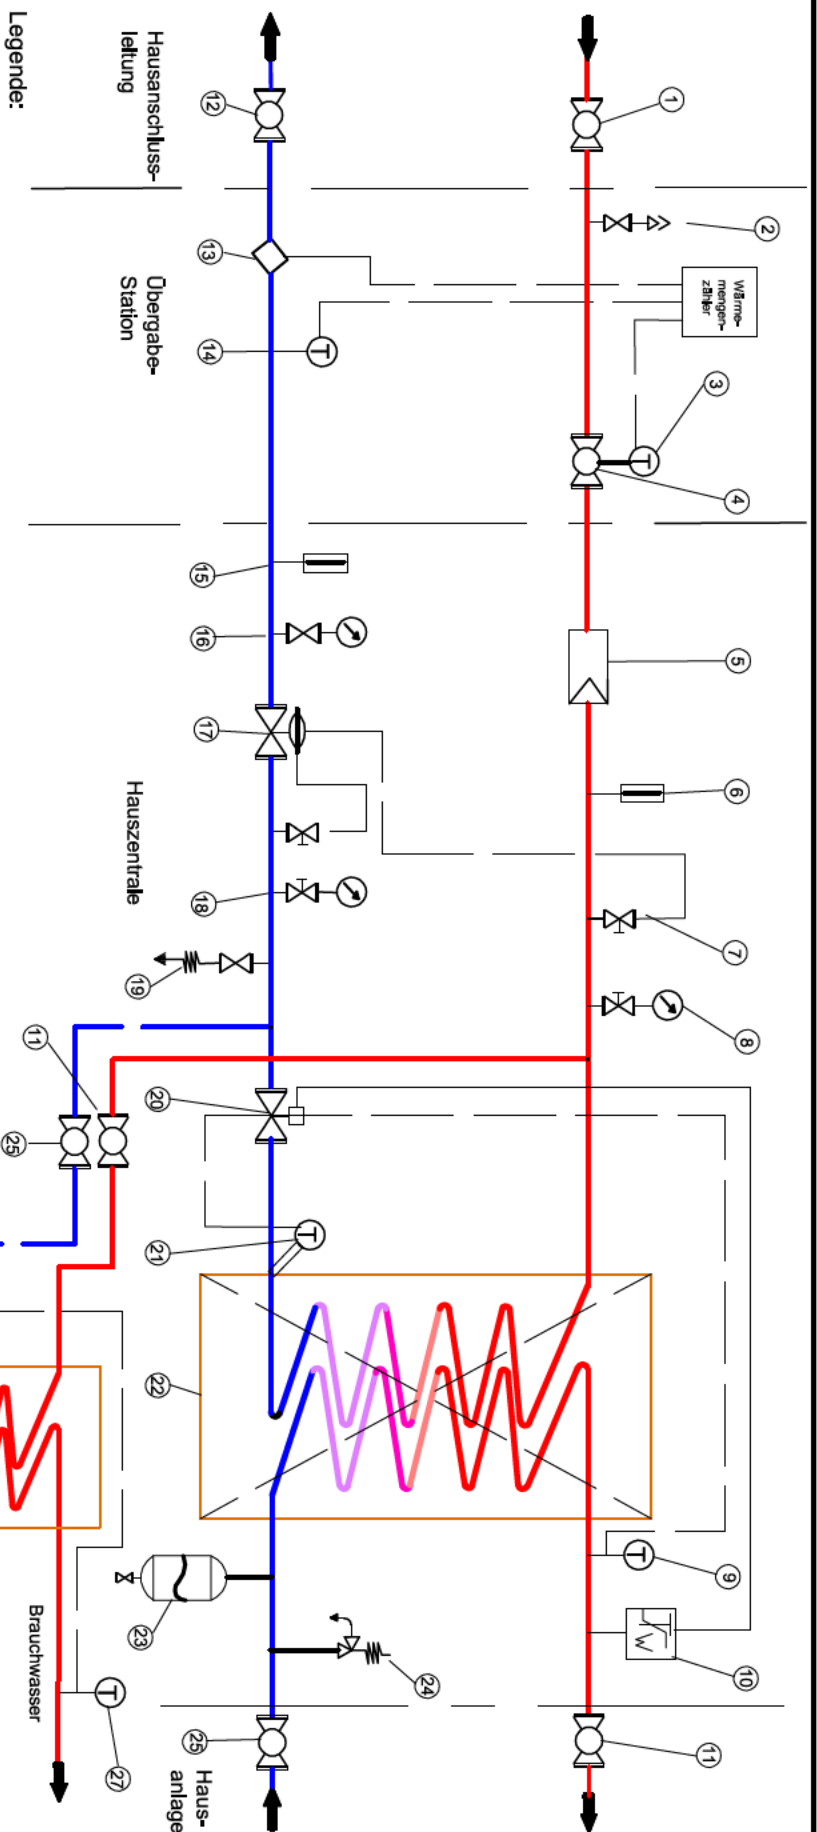 Legende:
Hausanschluss-
leitung
Übergabe-
Station
Hauszentrale
Haus-
anlage
Brauchwasser
Wärme-
mengen-
zähler
1
2
3
4
5
6
7
8
9
10
11
12
13
14
15
16
17
18
19
20
21
22
23
24
25
11
25
27
T
T
T
T
T
W